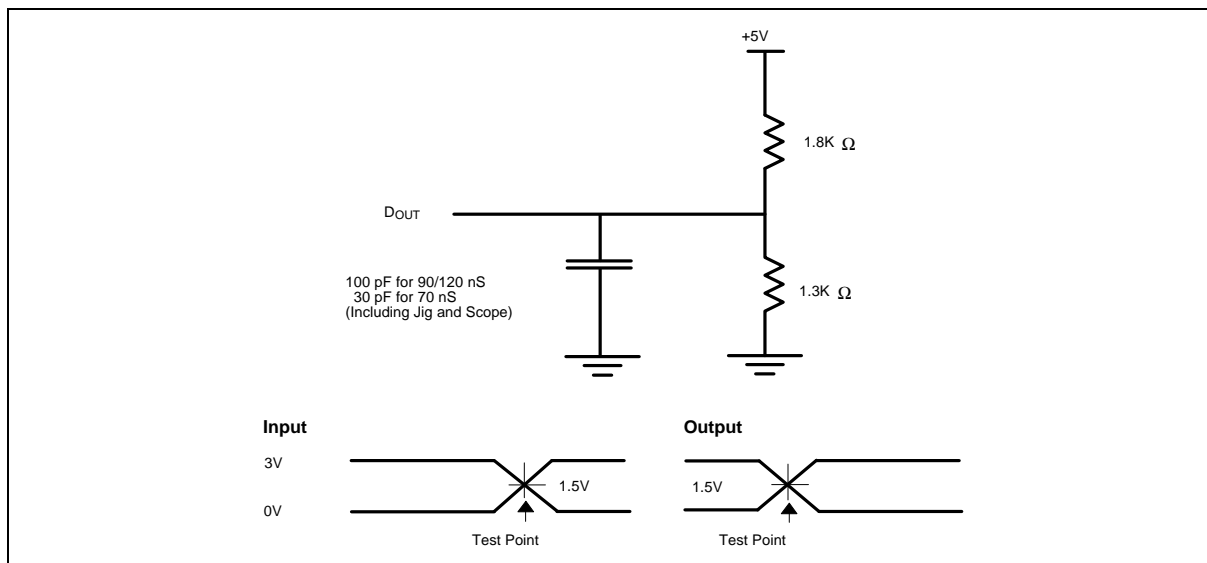 +5V
1.8K Ω
DOUT
100 pF for 90/120 nS
30 pF for 70 nS
(Including Jig and Scope)
1.3K Ω
Input
Output
3V
1.5V
1.5V
0V
Test Point
Test Point